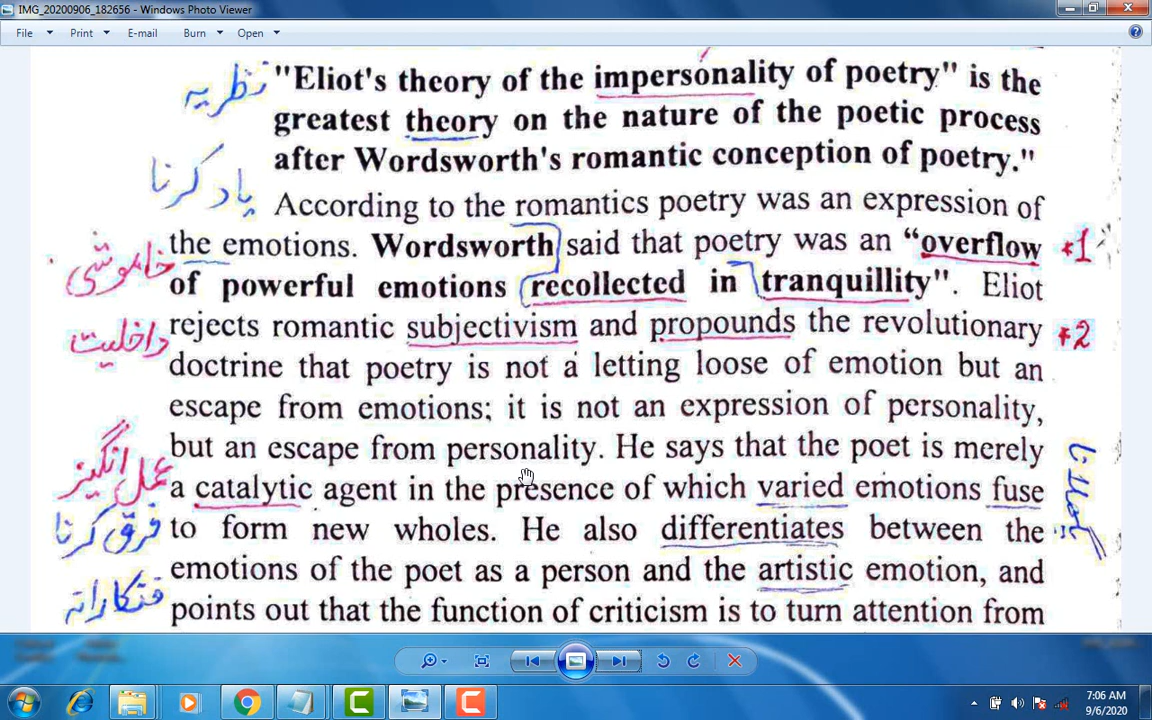 IMG_20200906_182656 - Windows Photo Viewer
File Print E-mail Burn Open
"Eliot's theory of the impersonality of poetry" is the
نظریہ
greatest theory on the nature of the poetic process
after Wordsworth's romantic conception of poetry."
یاد کرنا
According to the romantics poetry was an expression of
the emotions. Wordsworth said that poetry was an "overflow
*1
خاموشی
of powerful emotions recollected in tranquillity". Eliot
rejects romantic subjectivism and propounds the revolutionary
*2
داخلیت
doctrine that poetry is not a letting loose of emotion but an
escape from emotions; it is not an expression of personality,
but an escape from personality. He says that the poet is merely
عمل انگیز
a catalytic agent in the presence of which varied emotions fuse
فرق کرنا
to form new wholes. He also differentiates between the
emotions of the poet as a person and the artistic emotion, and
فنکارانہ
points out that the function of criticism is to turn attention from
7:06 AM
9/6/2020